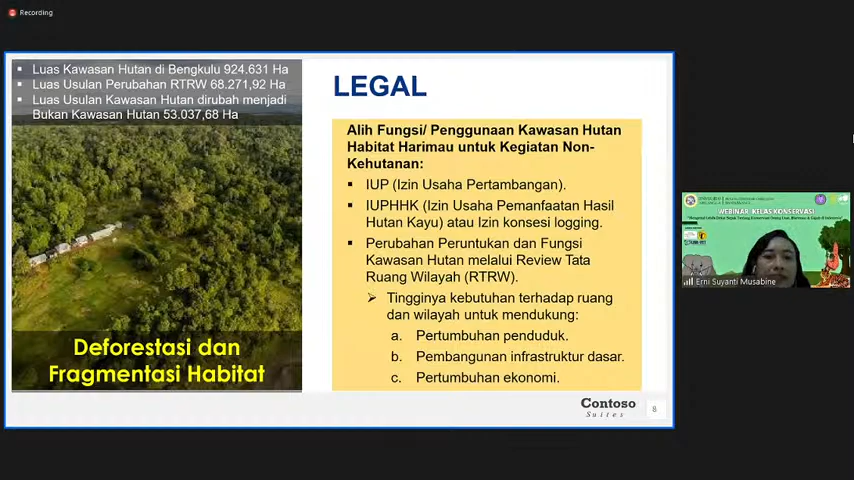 Recording
▪ Luas Kawasan Hutan di Bengkulu 924.631 Ha
▪ Luas Usulan Perubahan RTRW 68.271,92 Ha
▪ Luas Usulan Kawasan Hutan dirubah menjadi
Bukan Kawasan Hutan 53.037,68 Ha
Deforestasi dan
Fragmentasi Habitat
LEGAL
Alih Fungsi/ Penggunaan Kawasan Hutan
Habitat Harimau untuk Kegiatan Non-
Kehutanan:
▪ IUP (Izin Usaha Pertambangan).
▪ IUPHHK (Izin Usaha Pemanfaatan Hasil
Hutan Kayu) atau Izin konsesi logging.
▪ Perubahan Peruntukan dan Fungsi
Kawasan Hutan melalui Review Tata
Ruang Wilayah (RTRW).
➢ Tingginya kebutuhan terhadap ruang
dan wilayah untuk mendukung:
a. Pertumbuhan penduduk.
b. Pembangunan infrastruktur dasar.
c. Pertumbuhan ekonomi.
Contoso
Suites
8
WEBINAR KELAS KONSERVASI
Erni Suyanti Musabine